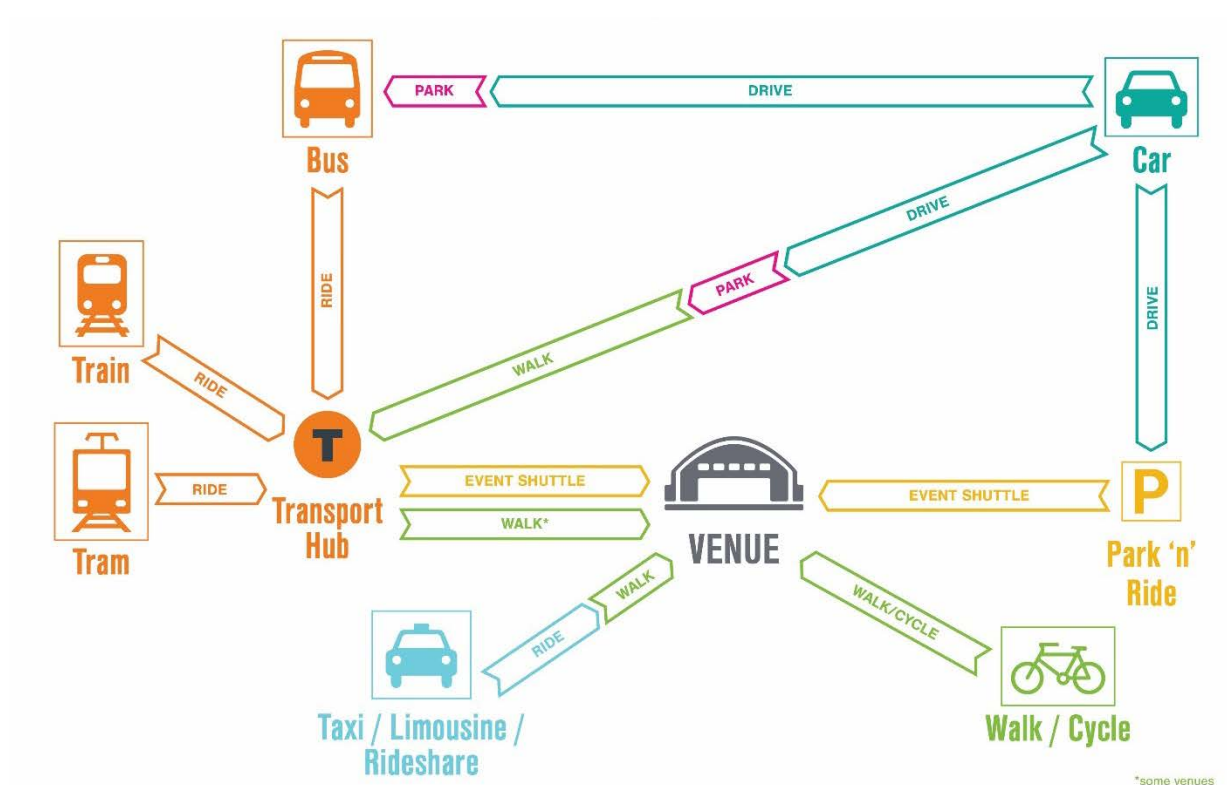 PARK
DRIVE
Bus
Car
DRIVE
PARK
WALK
RIDE
DRIVE
Train
RIDE
T
Tram
RIDE
Transport
Hub
EVENT SHUTTLE
WALK*
VENUE
EVENT SHUTTLE
P
Park ‘n’
Ride
WALK
RIDE
WALK/CYCLE
Taxi / Limousine /
Rideshare
Walk / Cycle
*some venues